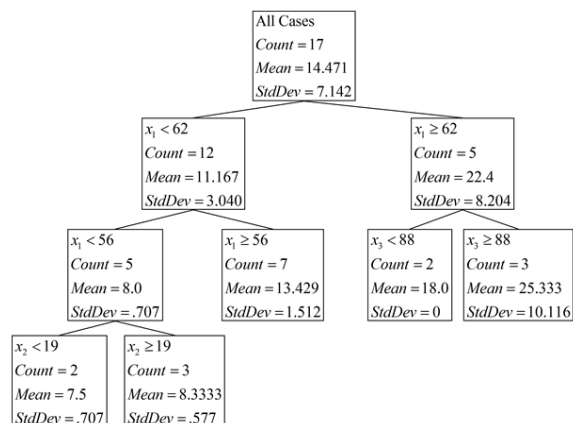 All Cases
Count = 17
Mean = 14.471
StdDev = 7.142
x₁ < 62
Count = 12
Mean = 11.167
StdDev = 3.040
x₁ ≥ 62
Count = 5
Mean = 22.4
StdDev = 8.204
x₁ < 56
Count = 5
Mean = 8.0
StdDev = .707
x₁ ≥ 56
Count = 7
Mean = 13.429
StdDev = 1.512
x₃ < 88
Count = 2
Mean = 18.0
StdDev = 0
x₃ ≥ 88
Count = 3
Mean = 25.333
StdDev = 10.116
x₂ < 19
Count = 2
Mean = 7.5
StdDev = .707
x₂ ≥ 19
Count = 3
Mean = 8.3333
StdDev = .577